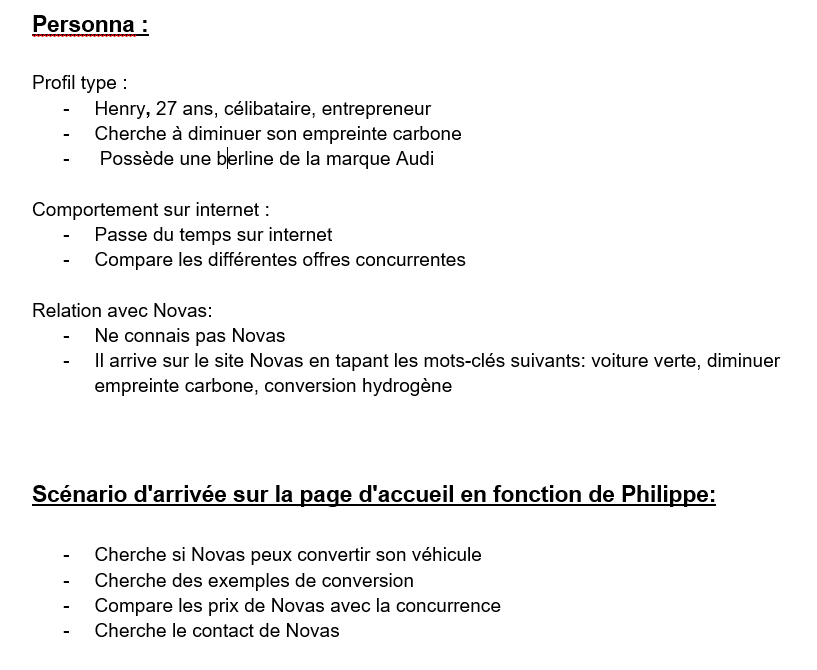 Personna :
Profil type :
- Henry, 27 ans, célibataire, entrepreneur
- Cherche à diminuer son empreinte carbone
- Possède une berline de la marque Audi
Comportement sur internet :
- Passe du temps sur internet
- Compare les différentes offres concurrentes
Relation avec Novas:
- Ne connais pas Novas
- Il arrive sur le site Novas en tapant les mots-clés suivants: voiture verte, diminuer
empreinte carbone, conversion hydrogène
Scénario d'arrivée sur la page d'accueil en fonction de Philippe:
- Cherche si Novas peux convertir son véhicule
- Cherche des exemples de conversion
- Compare les prix de Novas avec la concurrence
- Cherche le contact de Novas